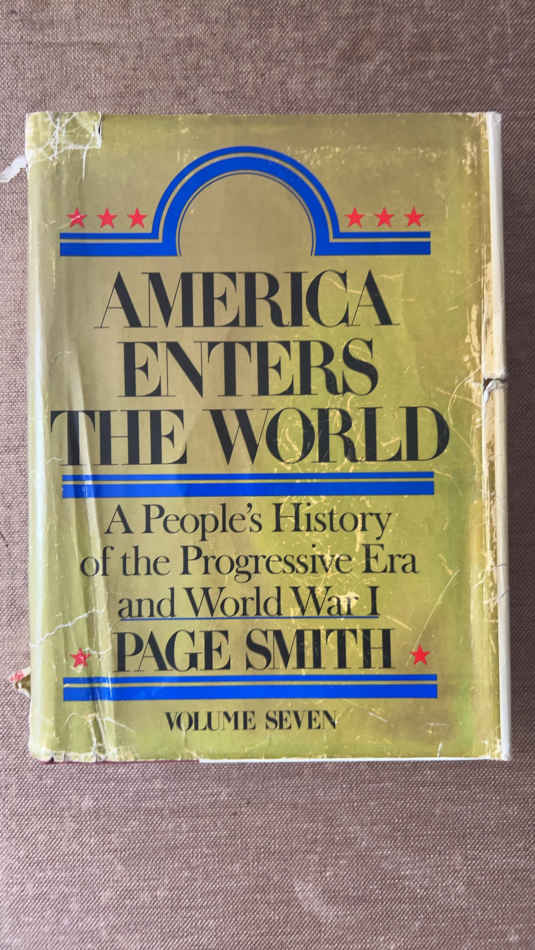 AMERICA
ENTERS
THE WORLD
A People's History
of the Progressive Era
and World War I
PAGE SMITH
VOLUME SEVEN